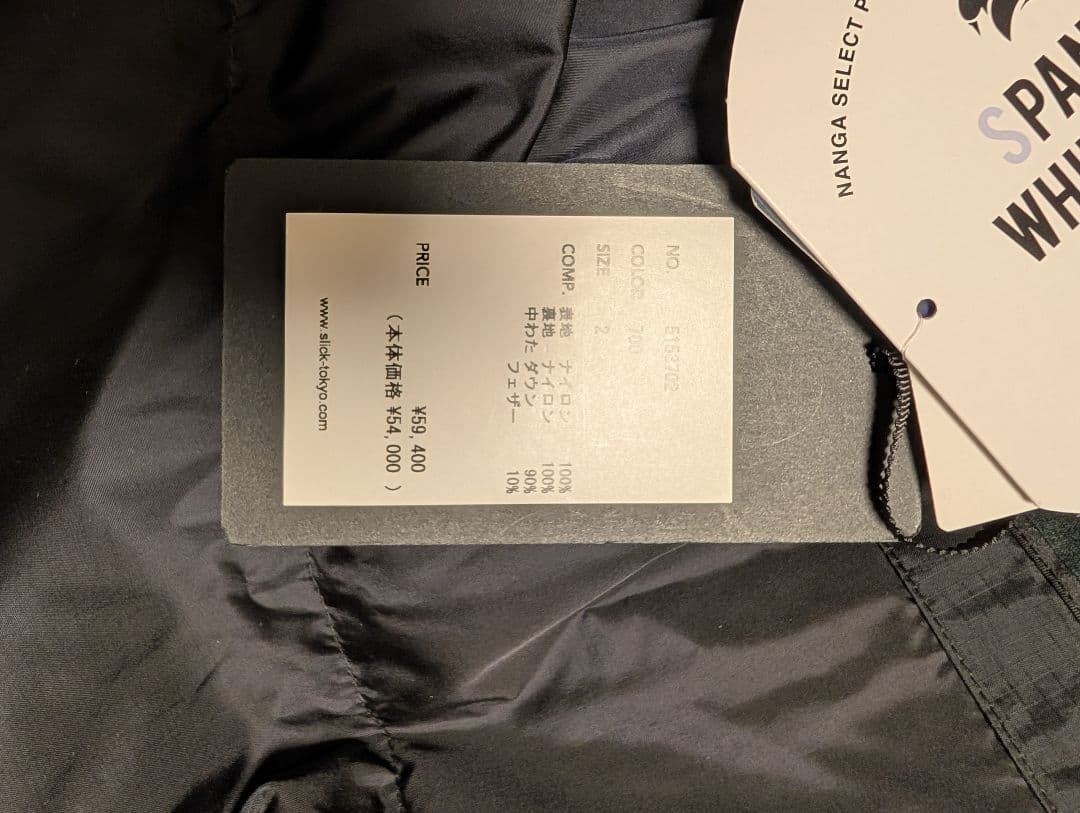 NO. 5153702
COLOR 700
SIZE 2
COMP. 表地 ナイロン 100%
裏地 ナイロン 100%
中わた ダウン 90%
フェザー 10%
PRICE ¥59,400
(本体価格 ¥54,000 )
www.slick-tokyo.com
NANGA SELECT